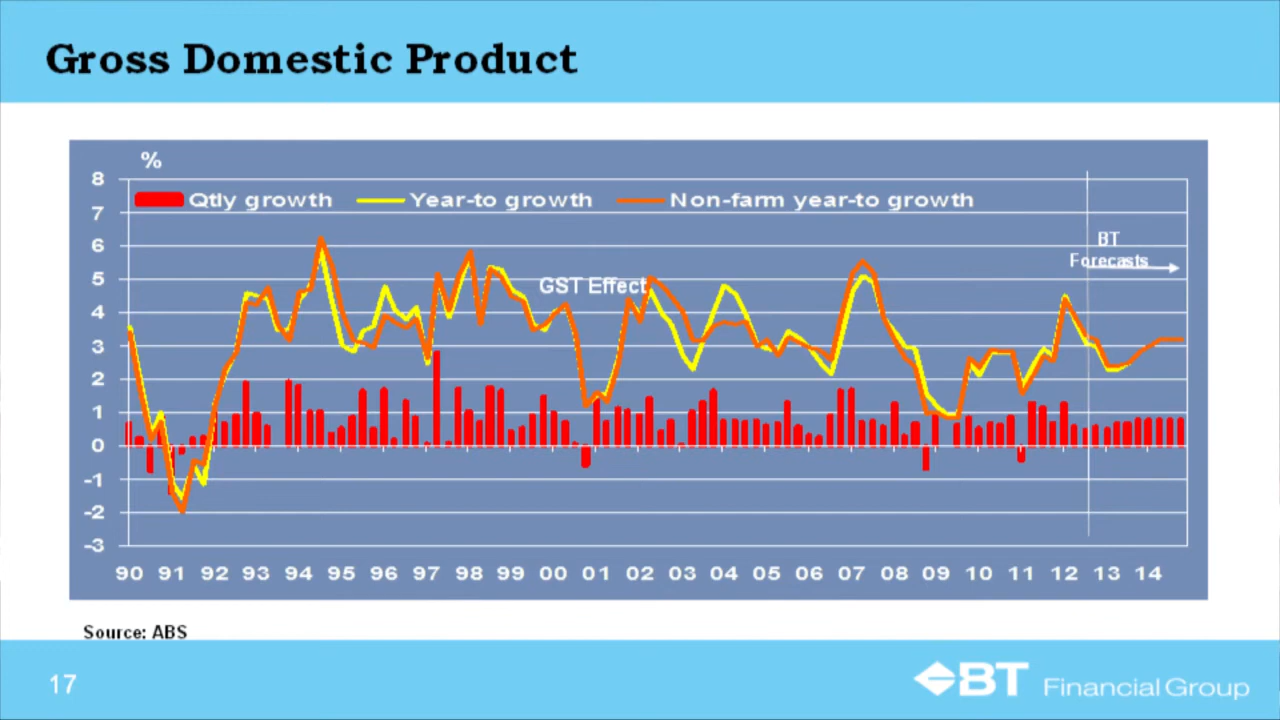 Gross Domestic Product
%
8
Qtly growth Year-to growth Non-farm year-to growth
7
6
BT
Forecasts
5
GST Effect
4
3
2
1
0
-1
-2
-3
90 91 92 93 94 95 96 97 98 99 00 01 02 03 04 05 06 07 08 09 10 11 12 13 14
Source: ABS
17
BT Financial Group